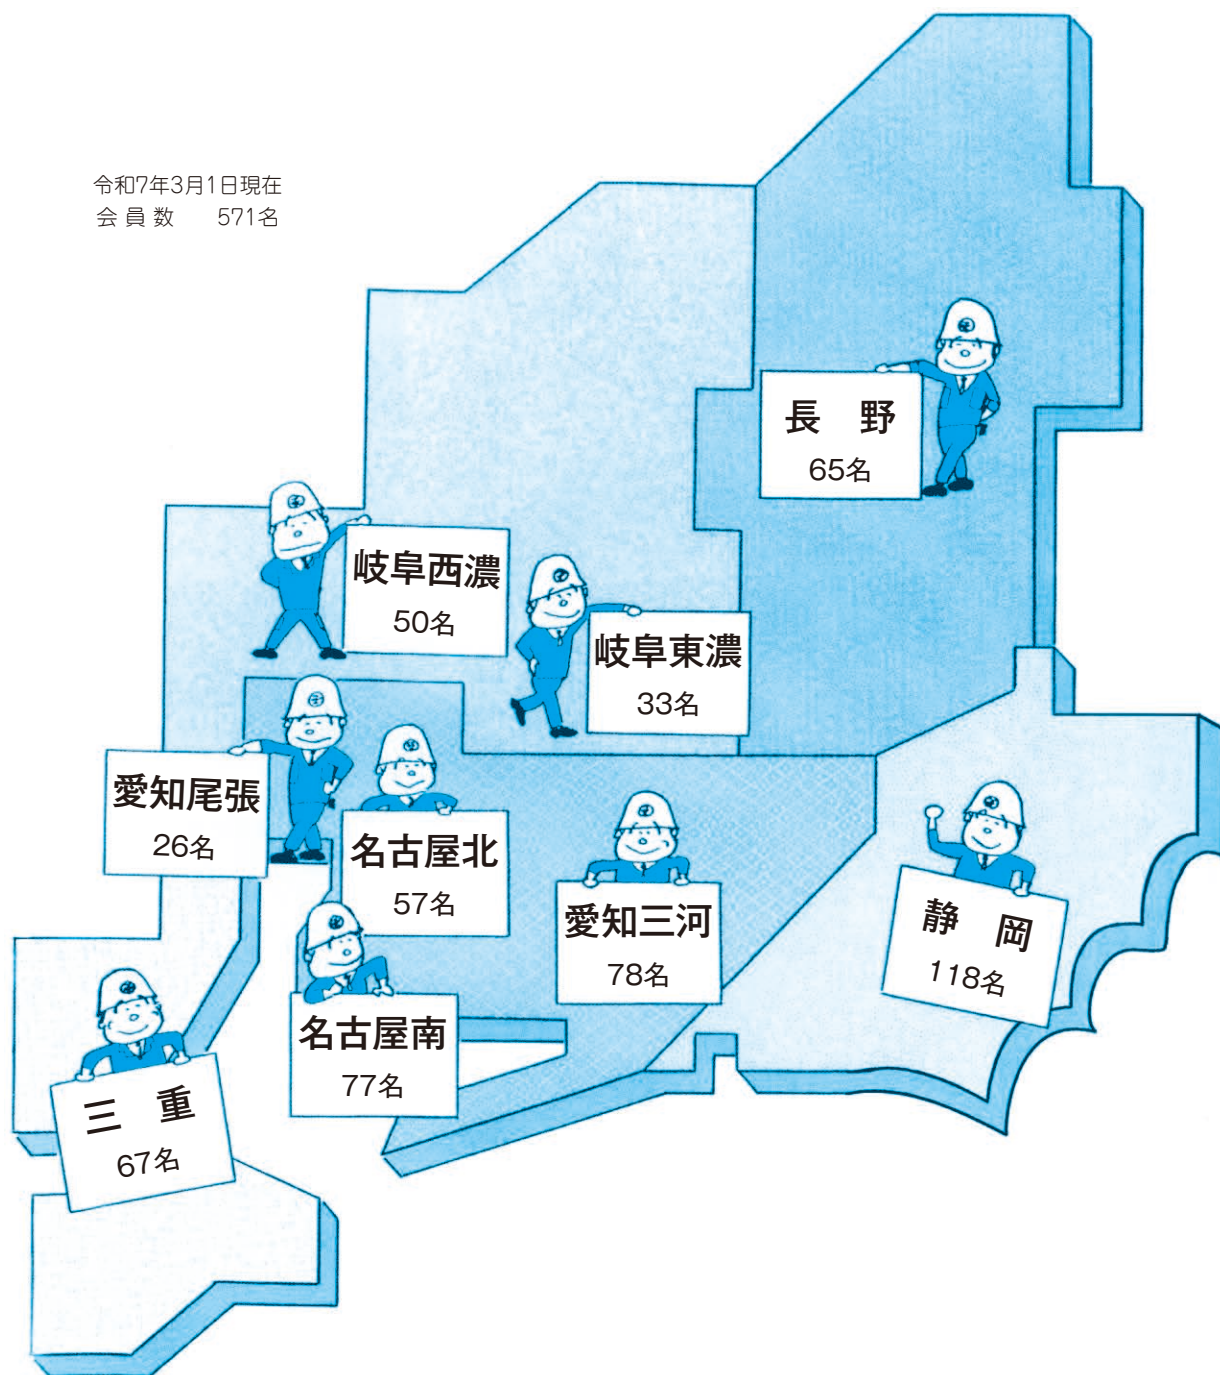 令和7年3月1日現在
会員数 571名
長 野
65名
岐阜西濃
50名
岐阜東濃
33名
愛知尾張
26名
名古屋北
57名
愛知三河
78名
静 岡
118名
名古屋南
77名
三 重
67名